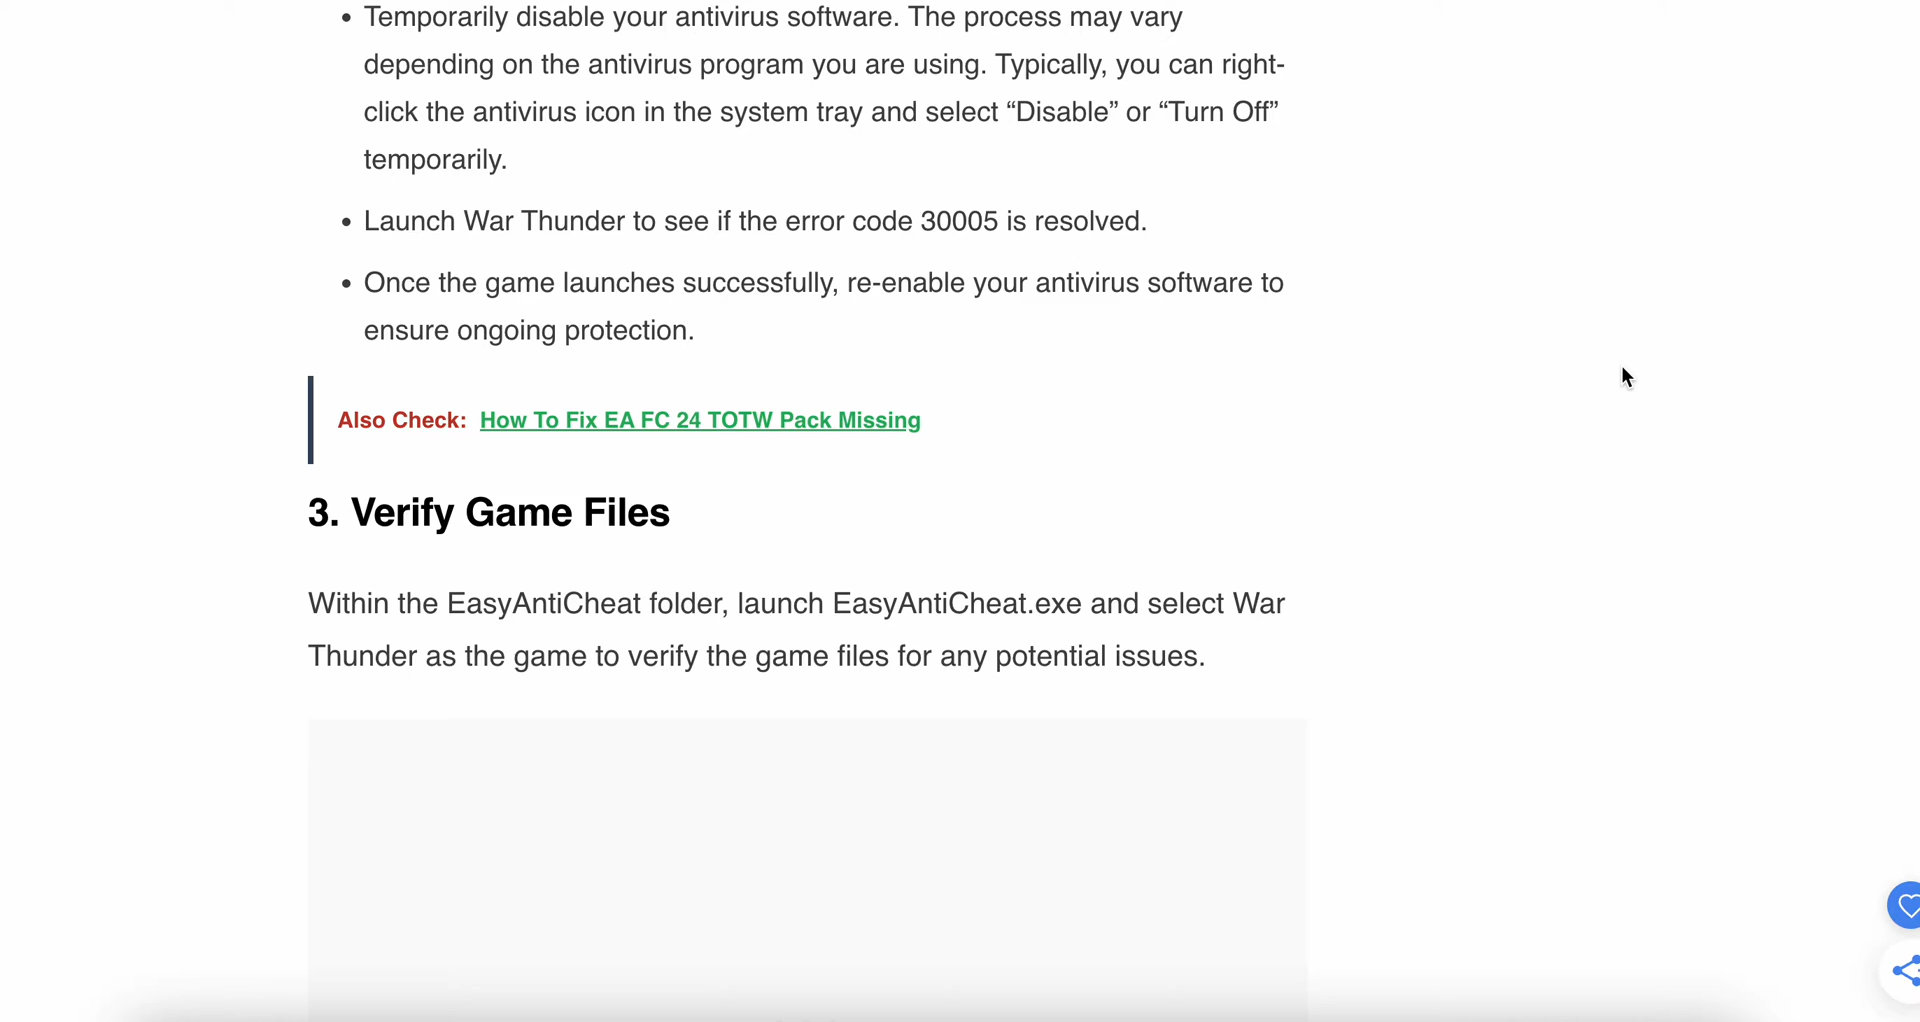 Temporarily disable your antivirus software. The process may vary
depending on the antivirus program you are using. Typically, you can right-
click the antivirus icon in the system tray and select “Disable” or “Turn Off”
temporarily.
Launch War Thunder to see if the error code 30005 is resolved.
Once the game launches successfully, re-enable your antivirus software to
ensure ongoing protection.
Also Check: How To Fix EA FC 24 TOTW Pack Missing
3. Verify Game Files
Within the EasyAntiCheat folder, launch EasyAntiCheat.exe and select War
Thunder as the game to verify the game files for any potential issues.